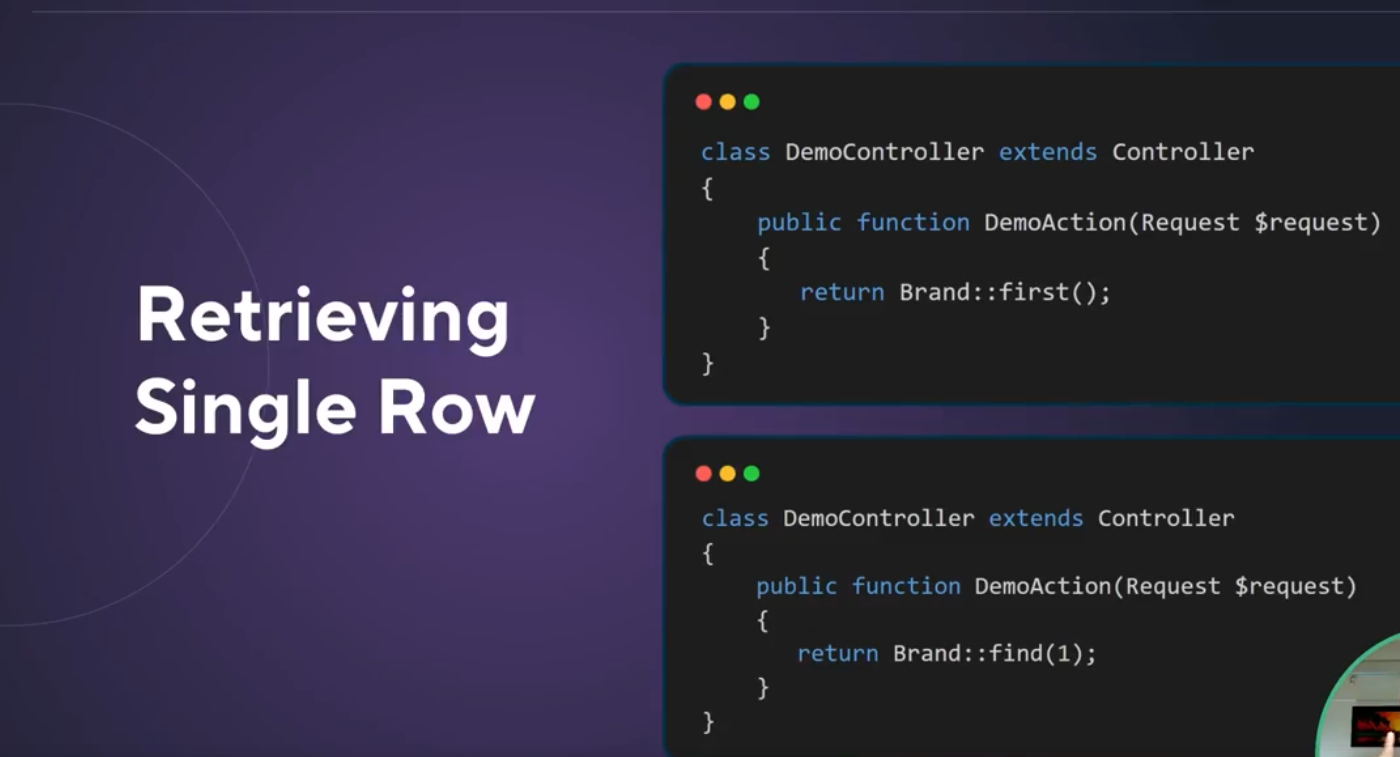 Retrieving
Single Row
class DemoController extends Controller
{
    public function DemoAction(Request $request)
    {
       return Brand::first();
    }
}
class DemoController extends Controller
{
    public function DemoAction(Request $request)
    {
       return Brand::find(1);
    }
}